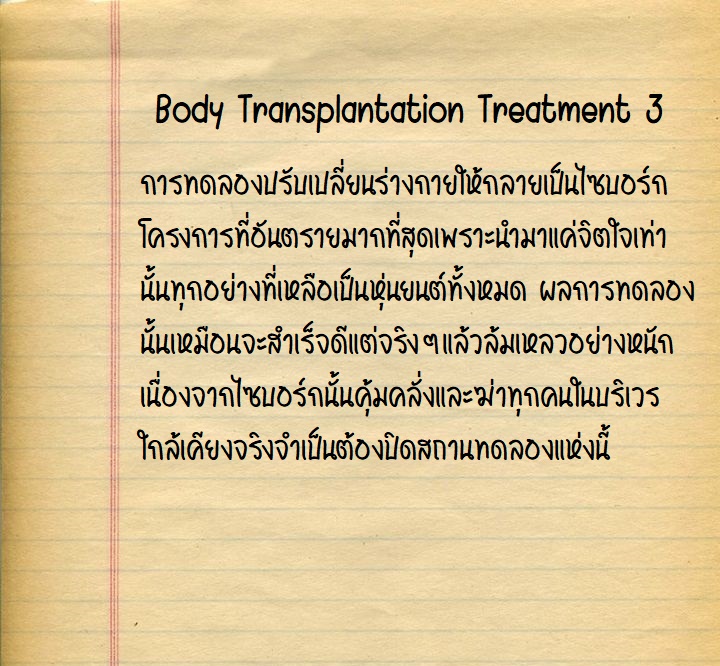 Body Transplantation Treatment 3
การทดลองปรับเปลี่ยนร่างกายให้กลายเป็นไซบอร์ก
โครงการที่อันตรายมากที่สุดเพราะนำมาแค่จิตใจเท่า
นั้นทุกอย่างที่เหลือเป็นหุ่นยนต์ทั้งหมด ผลการทดลอง
นั้นเหมือนจะสำเร็จดีแต่จริงๆแล้วล้มเหลวอย่างหนัก
เนื่องจากไซบอร์กนั้นคุ้มคลั่งและฆ่าทุกคนในบริเวร
ใกล้เคียงจริงจำเป็นต้องปิดสถานทดลองแห่งนี้